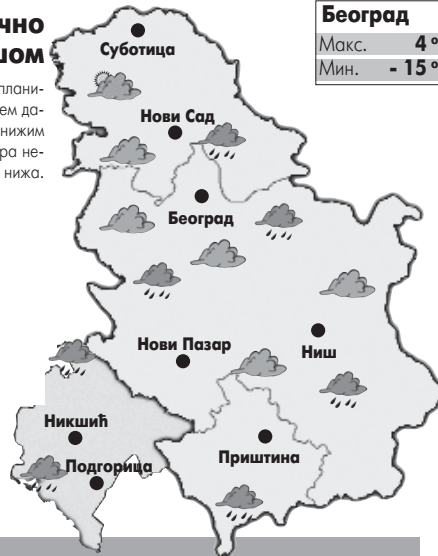 чно
шом
плани-
ем да-
нижим
ра не-
нижа.
Београд
Макс. 4 º
Мин. - 15 º
Суботица
Нови Сад
Београд
Нови Пазар
Ниш
Никшић
Подгорица
Приштина